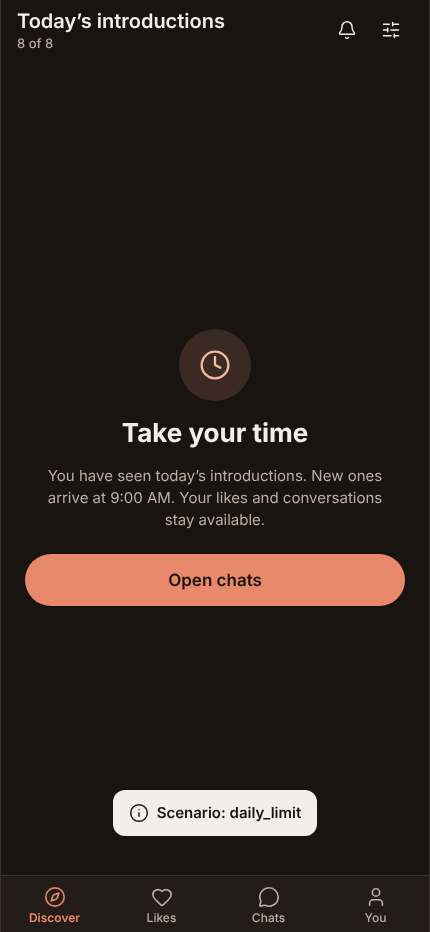 Today’s introductions
8 of 8
Take your time
You have seen today’s introductions. New ones
arrive at 9:00 AM. Your likes and conversations
stay available.
Open chats
Scenario: daily_limit
Discover
Likes
Chats
You